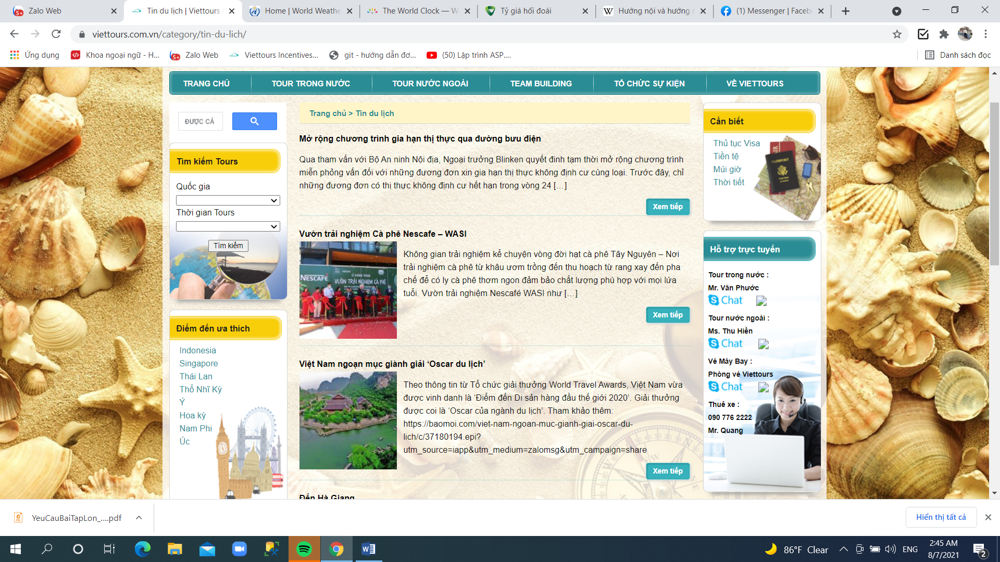 Zalo Web
Tin du lịch | Viettours
Home | World Weathe
The World Clock — W
Tỷ giá hối đoái
Hướng nội và hướng n
(1) Messenger | Faceb
viettours.com.vn/category/tin-du-lich/
Ứng dụng
Khoa ngoại ngữ - H...
Zalo Web
Viettours Incentives...
git - hướng dẫn đơ...
(50) Lập trình ASP....
Danh sách đọc
TRANG CHỦ
TOUR TRONG NƯỚC
TOUR NƯỚC NGOÀI
TEAM BUILDING
TỔ CHỨC SỰ KIỆN
VỀ VIETTOURS
ĐƯỢC CẢ
Tìm kiếm Tours
Quốc gia
Thời gian Tours
Tìm kiếm
Điểm đến ưa thích
Indonesia
Singapore
Thái Lan
Thổ Nhĩ Kỳ
Ý
Hoa kỳ
Nam Phi
Úc
Trang chủ > Tin du lịch
Mở rộng chương trình gia hạn thị thực qua đường bưu điện
Qua tham vấn với Bộ An ninh Nội địa, Ngoại trưởng Blinken quyết đinh tạm thời mở rộng chương trình
miễn phỏng vấn đối với những đương đơn xin gia hạn thị thực không định cư cùng loại. Trước đây, chỉ
những đương đơn có thị thực không định cư hết hạn trong vòng 24 […]
Xem tiếp
Vườn trải nghiệm Cà phê Nescafe – WASI
NESCAFÉ
LỄ KHÁNH THÀNH
VƯỜN TRẢI NGHIỆM CÀ PHÊ
Không gian trải nghiệm kể chuyện vòng đời hạt cà phê Tây Nguyên – Nơi
trải nghiệm cà phê từ khâu ươm trồng đến thu hoạch từ rang xay đến pha
chế để có ly cà phê thơm ngon đảm bảo chất lượng phù hợp với mọi lứa
tuổi. Vườn trải nghiệm Nescafé WASI như […]
Xem tiếp
Việt Nam ngoạn mục giành giải ‘Oscar du lịch’
Theo thông tin từ Tổ chức giải thưởng World Travel Awards, Việt Nam vừa
được vinh danh là ‘Điểm đến Di sản hàng đầu thế giới 2020’. Giải thưởng
được coi là ‘Oscar của ngành du lịch’. Tham khảo thêm:
https://baomoi.com/viet-nam-ngoan-muc-gianh-giai-oscar-du-
lich/c/37180194.epi?
utm_source=iapp&utm_medium=zalomsg&utm_campaign=share
Xem tiếp
Đến Hà Giang
Cần biết
Thủ tục Visa
Tiền tệ
Múi giờ
Thời tiết
PASSPORT
Hỗ trợ trực tuyến
Tour trong nước :
Mr. Văn Phước
Chat
Tour nước ngoài :
Ms. Thu Hiền
Chat
Vé Máy Bay :
Phòng vé Viettours
Chat
Thuê xe :
090 776 2222
Mr. Quang
YeuCauBaiTapLon_....pdf
Hiển thị tất cả
86°F Clear
ENG
2:45 AM
8/7/2021
2